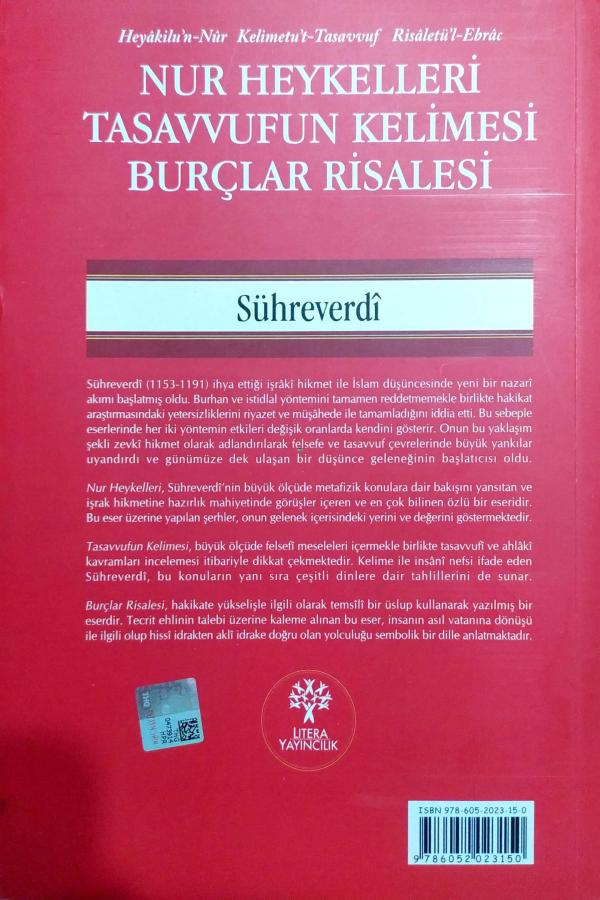 Heyâkilu'n-Nûr Kelimetu't-Tasavvuf Risâletü'l-Ebrâc
NUR HEYKELLERİ
TASAVVUFUN KELİMESİ
BURÇLAR RİSALESİ
Sühreverdî
Sühreverdî (1153-1191) ihya ettiği işrâkî hikmet ile İslam düşüncesinde yeni bir nazarî
akımı başlatmış oldu. Burhan ve istidlal yöntemini tamamen reddetmemekle birlikte hakikat
araştırmasındaki yetersizliklerini riyazet ve müşâhede ile tamamladığını iddia etti. Bu sebeple
eserlerinde her iki yöntemin etkileri değişik oranlarda kendini gösterir. Onun bu yaklaşım
şekli zevkî hikmet olarak adlandırılarak felsefe ve tasavvuf çevrelerinde büyük yankılar
uyandırdı ve günümüze dek ulaşan bir düşünce geleneğinin başlatıcısı oldu.
Nur Heykelleri, Sühreverdî'nin büyük ölçüde metafizik konulara dair bakışını yansıtan ve
işrak hikmetine hazırlık mahiyetinde görüşler içeren ve en çok bilinen özlü bir eseridir.
Bu eser üzerine yapılan şerhler, onun gelenek içerisindeki yerini ve değerini göstermektedir.
Tasavvufun Kelimesi, büyük ölçüde felsefî meseleleri içermekle birlikte tasavvufî ve ahlâkî
kavramları incelemesi itibariyle dikkat çekmektedir. Kelime ile insânî nefsi ifade eden
Sühreverdî, bu konuların yanı sıra çeşitli dinlere dair tahlillerini de sunar.
Burçlar Risalesi, hakikate yükselişle ilgili olarak temsîlî bir üslup kullanarak yazılmış bir
eserdir. Tecrit ehlinin talebi üzerine kaleme alınan bu eser, insanın asıl vatanına dönüşü
ile ilgili olup hissî idrakten aklî idrake doğru olan yolculuğu sembolik bir dille anlatmaktadır.
LITERA
YAYINCILIK
ISBN 978-605-2023-15-0
9 786052 023150